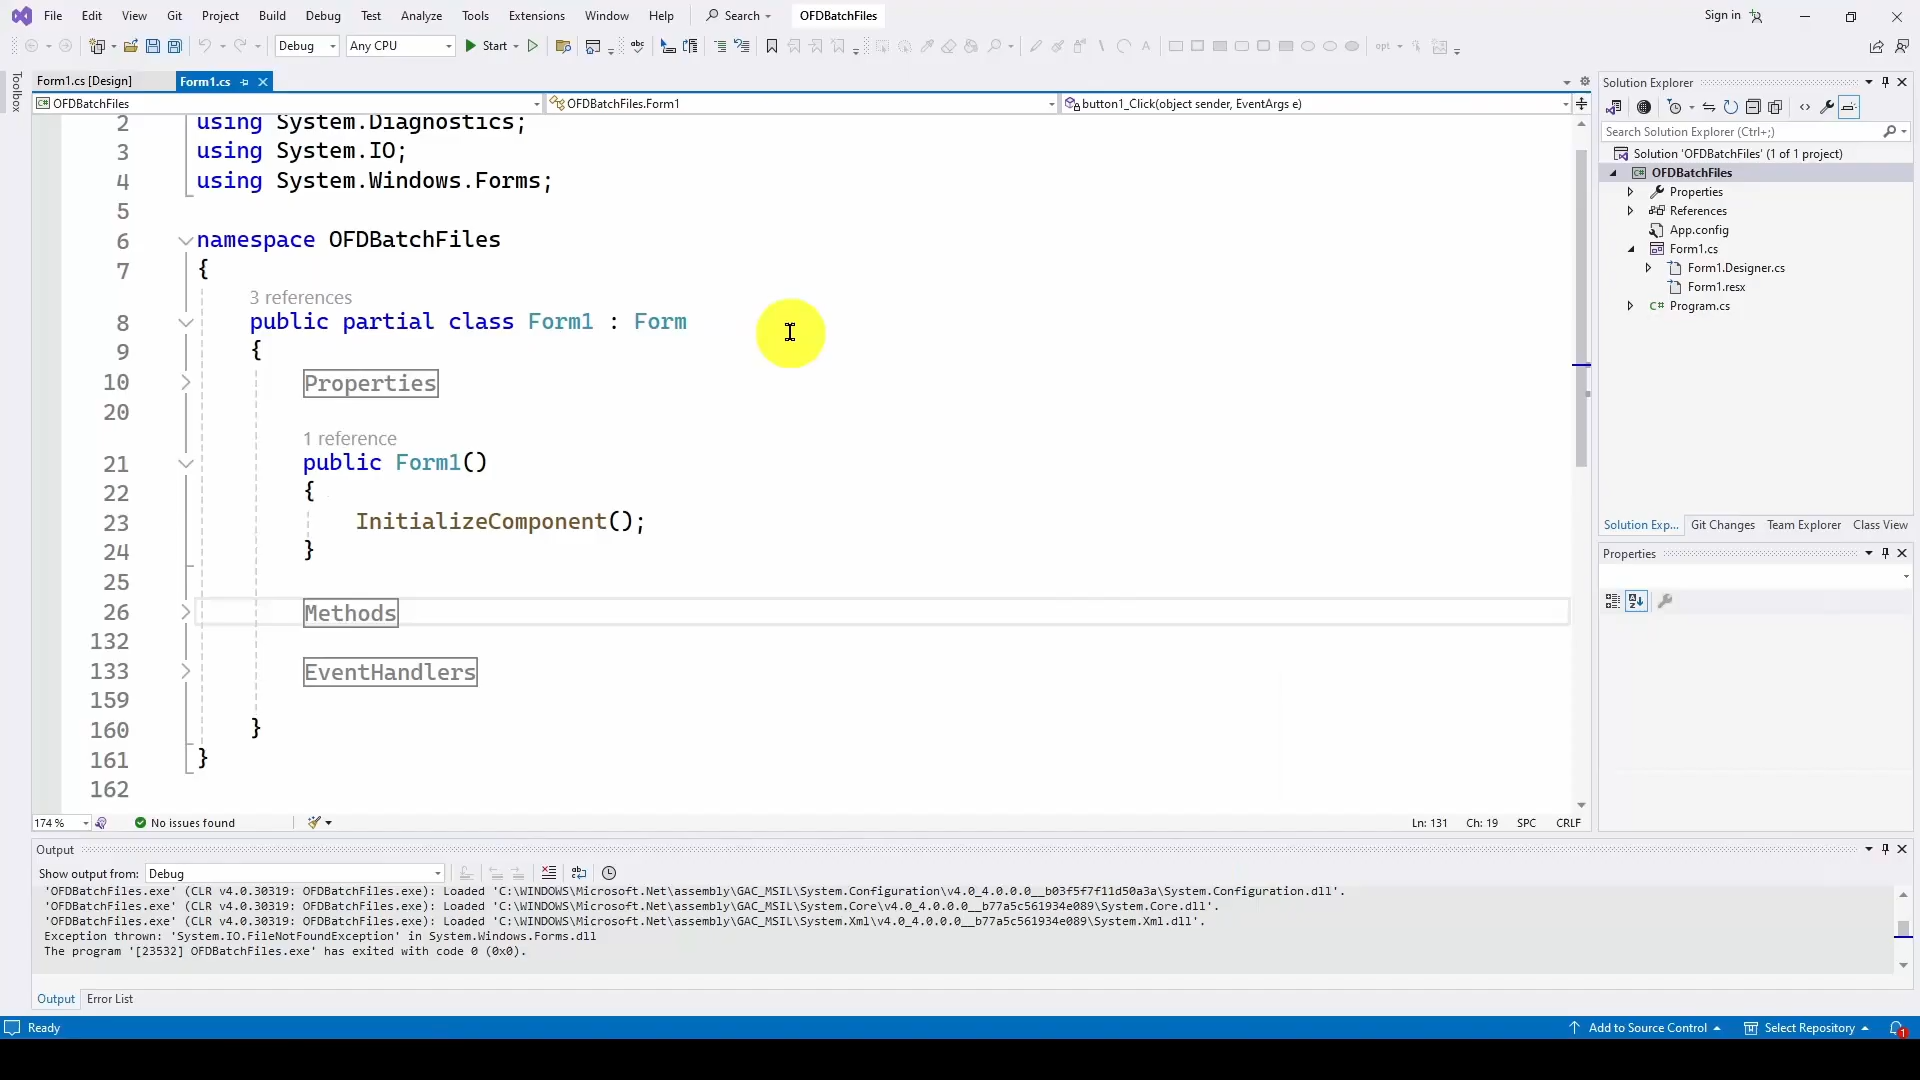 File Edit View Git Project Build Debug Test Analyze Tools Extensions Window Help Search OFDBatchFiles Sign in
Debug Any CPU Start opt
Toolbox
Form1.cs [Design] Form1.cs
OFDBatchFiles OFDBatchFiles.Form1 button1_Click(object sender, EventArgs e)
2 using System.Diagnostics;
3 using System.IO;
4 using System.Windows.Forms;
5
6 namespace OFDBatchFiles
7 {
3 references
8 public partial class Form1 : Form
9 {
10 Properties
20
1 reference
21 public Form1()
22 {
23 InitializeComponent();
24 }
25
26 Methods
132
133 EventHandlers
159
160 }
161 }
162
174 % No issues found Ln: 131 Ch: 19 SPC CRLF
Solution Explorer
Search Solution Explorer (Ctrl+;)
Solution 'OFDBatchFiles' (1 of 1 project)
OFDBatchFiles
Properties
References
App.config
Form1.cs
Form1.Designer.cs
Form1.resx
C# Program.cs
Solution Exp... Git Changes Team Explorer Class View
Properties
Output
Show output from: Debug
'OFDBatchFiles.exe' (CLR v4.0.30319: OFDBatchFiles.exe): Loaded 'C:\WINDOWS\Microsoft.Net\assembly\GAC_MSIL\System.Configuration\v4.0_4.0.0.0__b03f5f7f11d50a3a\System.Configuration.dll'.
'OFDBatchFiles.exe' (CLR v4.0.30319: OFDBatchFiles.exe): Loaded 'C:\WINDOWS\Microsoft.Net\assembly\GAC_MSIL\System.Core\v4.0_4.0.0.0__b77a5c561934e089\System.Core.dll'.
'OFDBatchFiles.exe' (CLR v4.0.30319: OFDBatchFiles.exe): Loaded 'C:\WINDOWS\Microsoft.Net\assembly\GAC_MSIL\System.Xml\v4.0_4.0.0.0__b77a5c561934e089\System.Xml.dll'.
Exception thrown: 'System.IO.FileNotFoundException' in System.Windows.Forms.dll
The program '[23532] OFDBatchFiles.exe' has exited with code 0 (0x0).
Output Error List
Ready Add to Source Control Select Repository 1